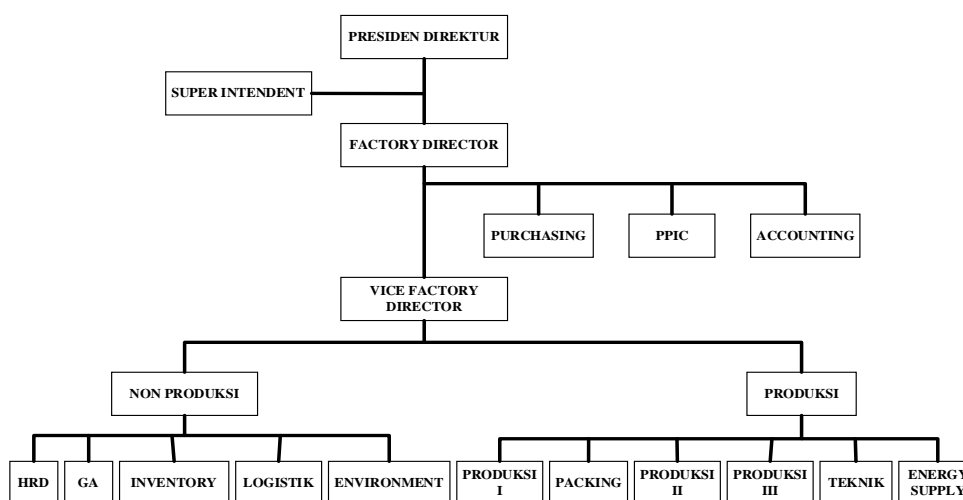 PRESIDEN DIREKTUR
SUPER INTENDENT
FACTORY DIRECTOR
PURCHASING
PPIC
ACCOUNTING
VICE FACTORY
DIRECTOR
NON PRODUKSI
PRODUKSI
HRD
GA
INVENTORY
LOGISTIK
ENVIRONMENT
PRODUKSI
I
PACKING
PRODUKSI
II
PRODUKSI
III
TEKNIK
ENERGY
SUPPLY